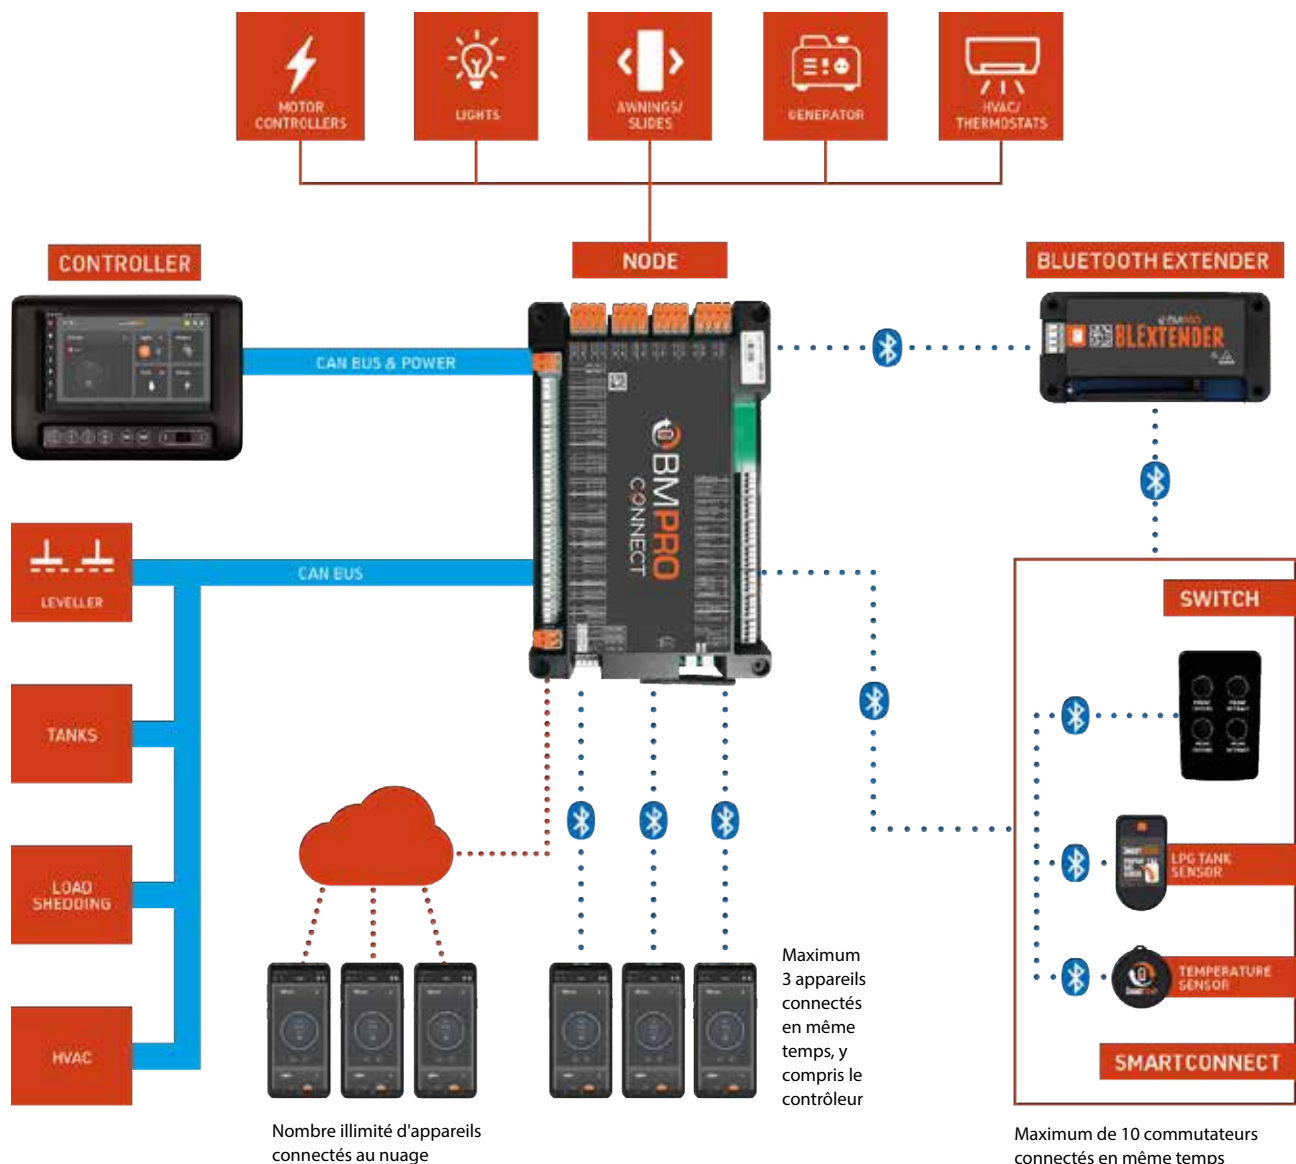 MOTOR
CONTROLLERS
LIGHTS
AWNINGS/
SLIDES
GENERATOR
HVAC/
THERMOSTATS
CONTROLLER
NODE
BLUETOOTH EXTENDER
BMPRO
BLEXTENDER
CAN BUS & POWER
BMPRO
CONNECT
LEVELLER
CAN BUS
SWITCH
TANKS
LPG TANK
SENSOR
LOAD
SHEDDING
TEMPERATURE
SENSOR
HVAC
SMARTCONNECT
Maximum
3 appareils
connectés
en même
temps, y
compris le
contrôleur
Nombre illimité d'appareils
connectés au nuage
Maximum de 10 commutateurs
connectés en même temps